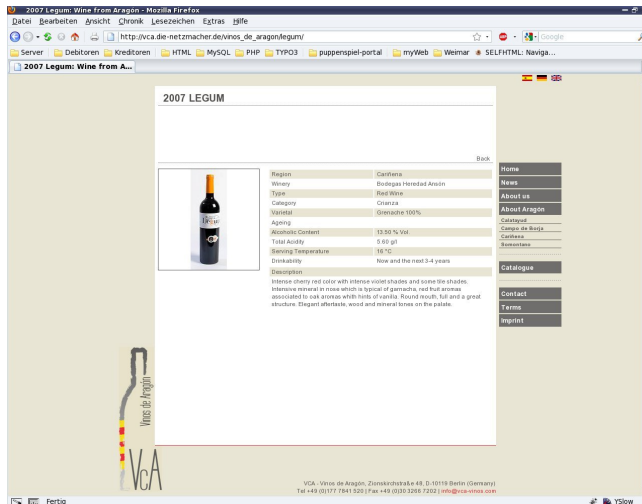 2007 Legum: Wine from Aragón - Mozilla Firefox
Datei Bearbeiten Ansicht Chronik Lesezeichen Extras Hilfe
http://vca.die-netzmacher.de/vinos_de_aragon/legum/
Google
Server Debitoren Kreditoren HTML MySQL PHP TYPO3 puppenspiel-portal myWeb Weimar SELFHTML: Naviga...
2007 Legum: Wine from A...
2007 LEGUM
Back
Region Cariñena
Winery Bodegas Heredad Ansón
Type Red Wine
Category Crianza
Varietal Grenache 100%
Ageing
Alcoholic Content 13.50 % Vol.
Total Acidity 5.60 g/l
Serving Temperature 16 °C
Drinkability Now and the next 3-4 years
Description
Intense cherry red color with intense violet shades and some tile shades.
Intensive mineral in nose which is typical of garnacha, red fruit aromas
associated to oak aromas whith hints of vanilla. Round mouth, full and a great
structure. Elegant aftertaste, wood and mineral tones on the palate.
Legum
Home
News
About us
About Aragón
Calatayud
Campo de Borja
Cariñena
Somontano
Catalogue
Contact
Terms
Imprint
Vinos de Aragón
VCA
VCA - Vinos de Aragón, Zionskirchstraße 48, D-10119 Berlin (Germany)
Tel +49 (0)177 7841 520 | Fax +49 (0)30 3266 7202 | info@vca-vinos.com
Fertig
YSlow